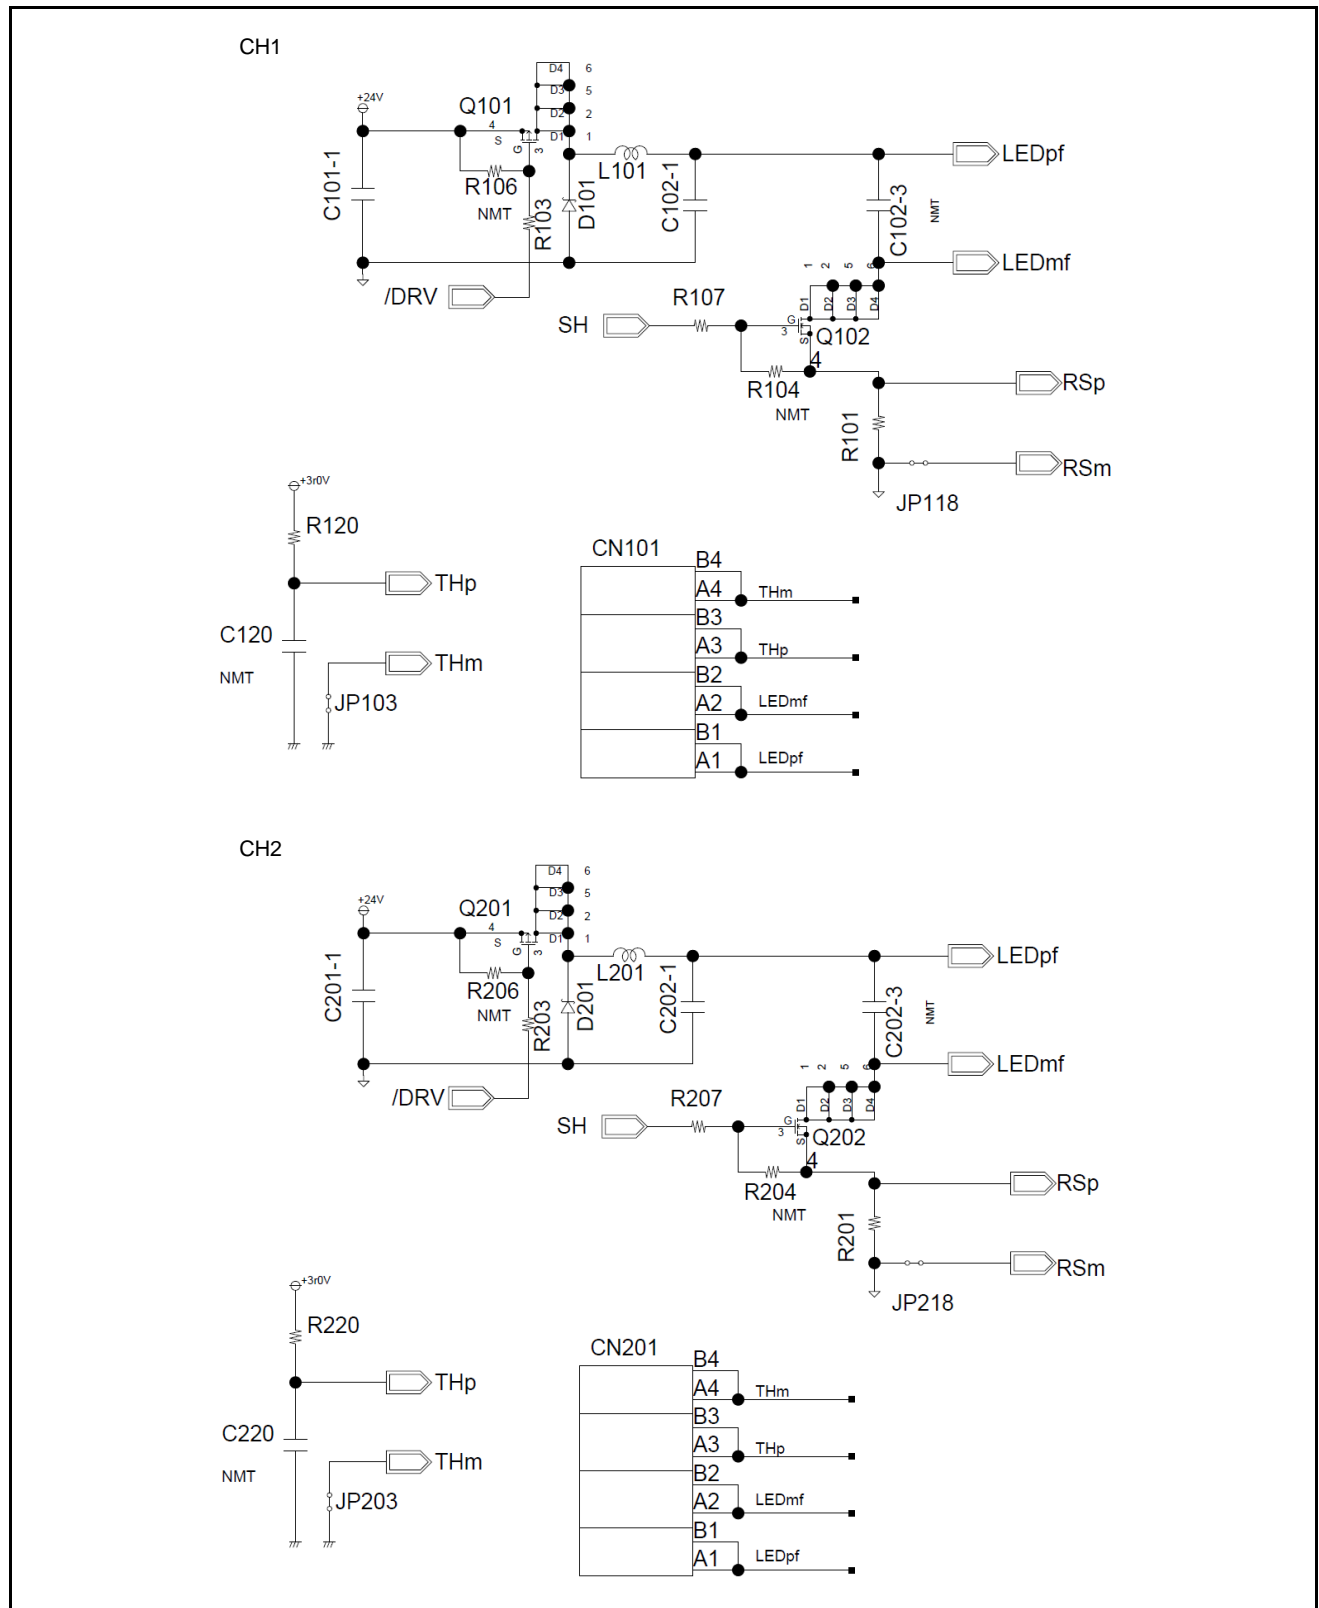 CH1
D4 6
D3 5
+24V
Q101
D2 2
4
D1 1
S
G
3
LEDpf
L101
R106
NMT
C101-1
R103
D101
C102-1
C102-3
NMT
LEDmf
/DRV
1 2 5 6
R107
D1 D2 D3 D4
SH
G
3
S
Q102
4
R104
NMT
RSp
R101
RSm
JP118
+3r0V
R120
THp
C120
NMT
THm
JP103
CN101
B4
A4 THm
B3
A3 THp
B2
A2 LEDmf
B1
A1 LEDpf
CH2
D4 6
D3 5
+24V
Q201
D2 2
4
D1 1
S
G
3
LEDpf
L201
R206
NMT
C201-1
R203
D201
C202-1
C202-3
NMT
LEDmf
/DRV
1 2 5 6
R207
D1 D2 D3 D4
SH
G
3
S
Q202
4
R204
NMT
RSp
R201
RSm
JP218
+3r0V
R220
THp
C220
NMT
THm
JP203
CN201
B4
A4 THm
B3
A3 THp
B2
A2 LEDmf
B1
A1 LEDpf